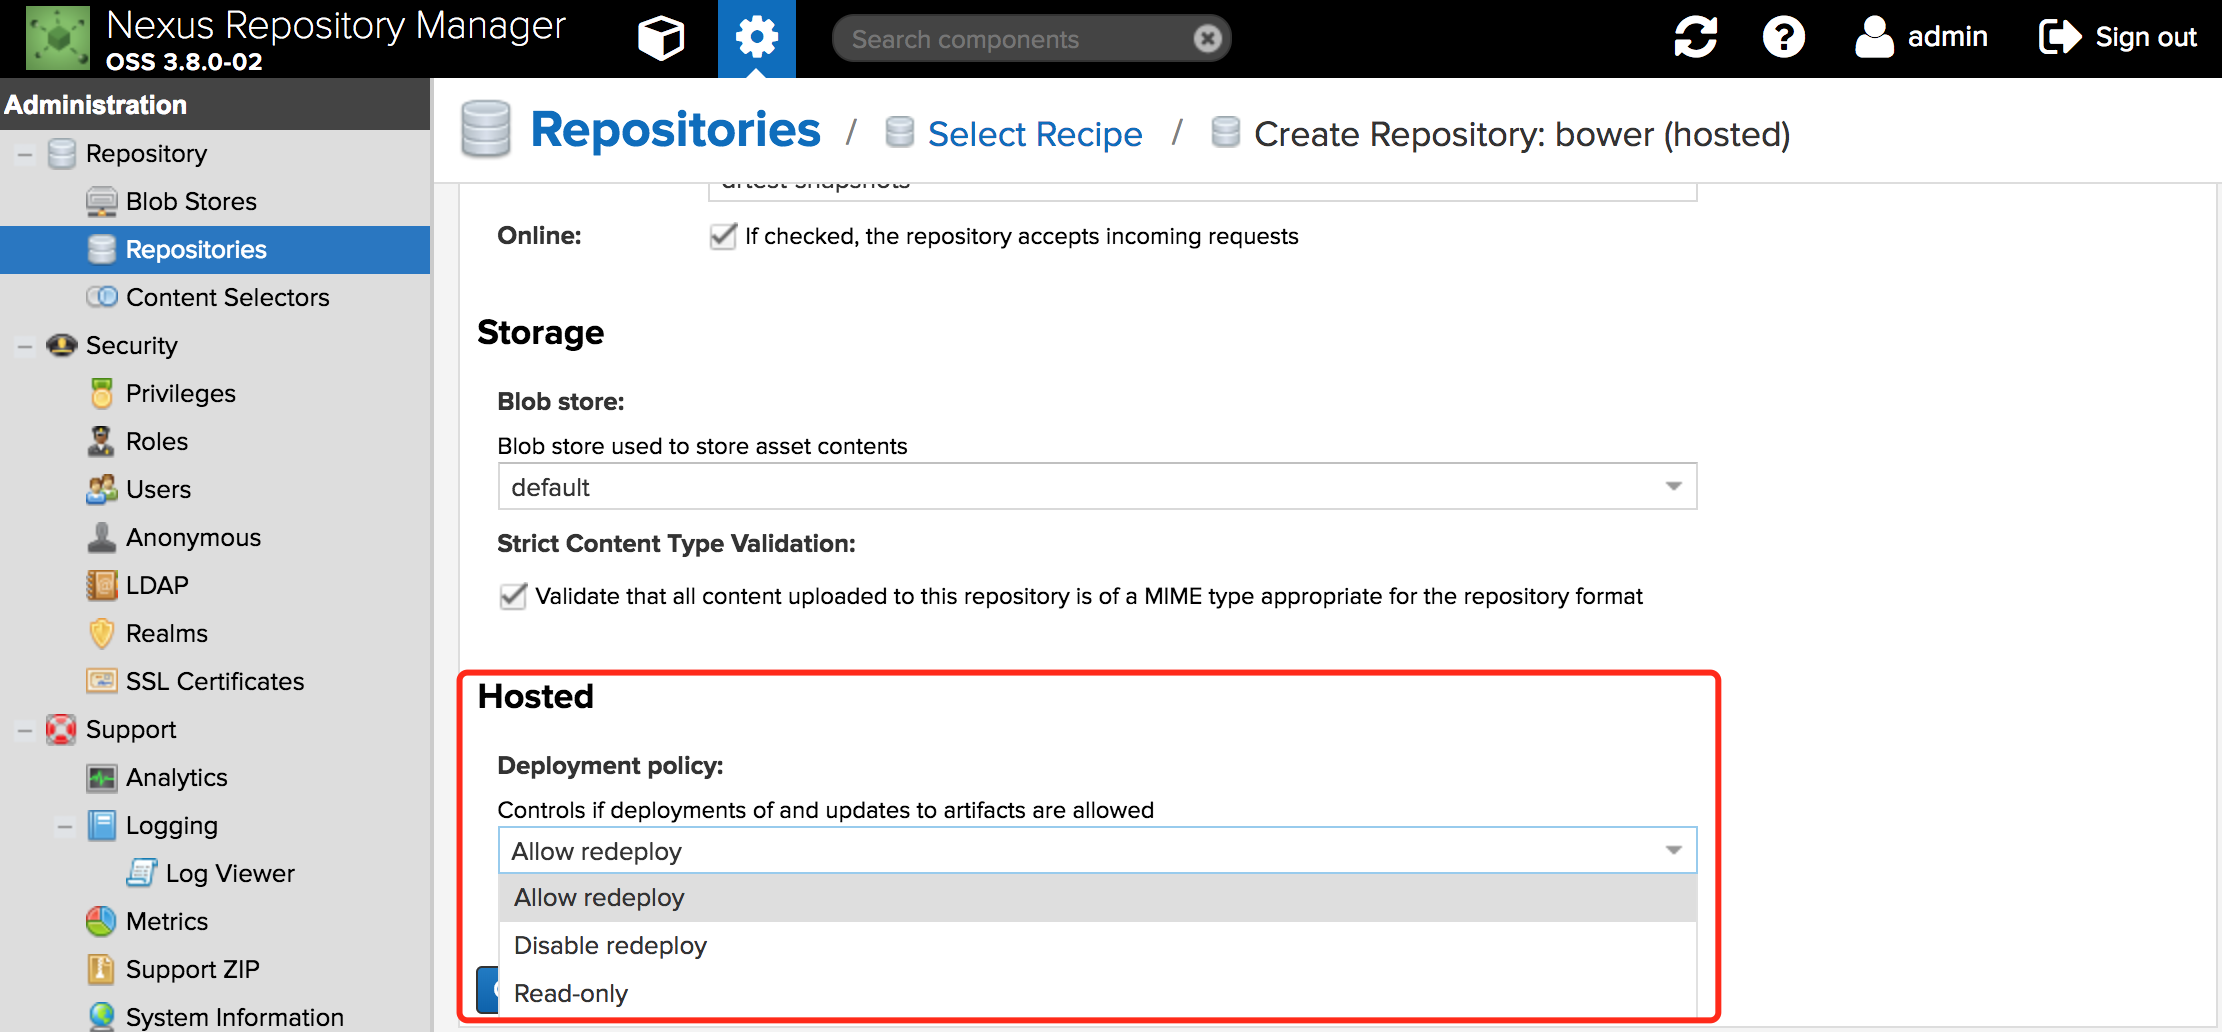 Nexus Repository Manager
OSS 3.8.0-02
Search components
admin
Sign out
Administration
Repository
Blob Stores
Repositories
Content Selectors
Security
Privileges
Roles
Users
Anonymous
LDAP
Realms
SSL Certificates
Support
Analytics
Logging
Log Viewer
Metrics
Support ZIP
System Information
Repositories / Select Recipe / Create Repository: bower (hosted)
Online:
If checked, the repository accepts incoming requests
Storage
Blob store:
Blob store used to store asset contents
default
Strict Content Type Validation:
Validate that all content uploaded to this repository is of a MIME type appropriate for the repository format
Hosted
Deployment policy:
Controls if deployments of and updates to artifacts are allowed
Allow redeploy
Allow redeploy
Disable redeploy
Read-only